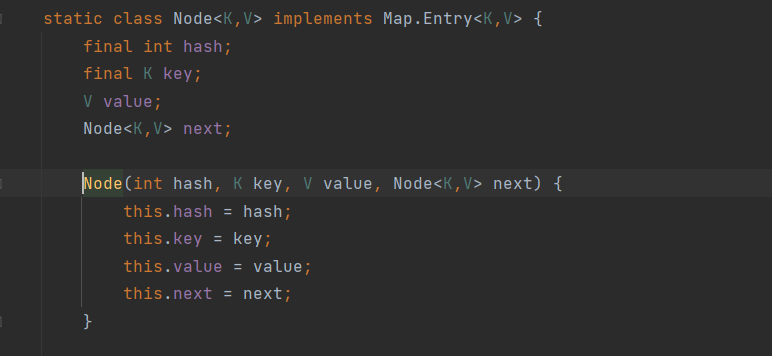 static class Node<K,V> implements Map.Entry<K,V> {
final int hash;
final K key;
V value;
Node<K,V> next;
Node(int hash, K key, V value, Node<K,V> next) {
this.hash = hash;
this.key = key;
this.value = value;
this.next = next;
}